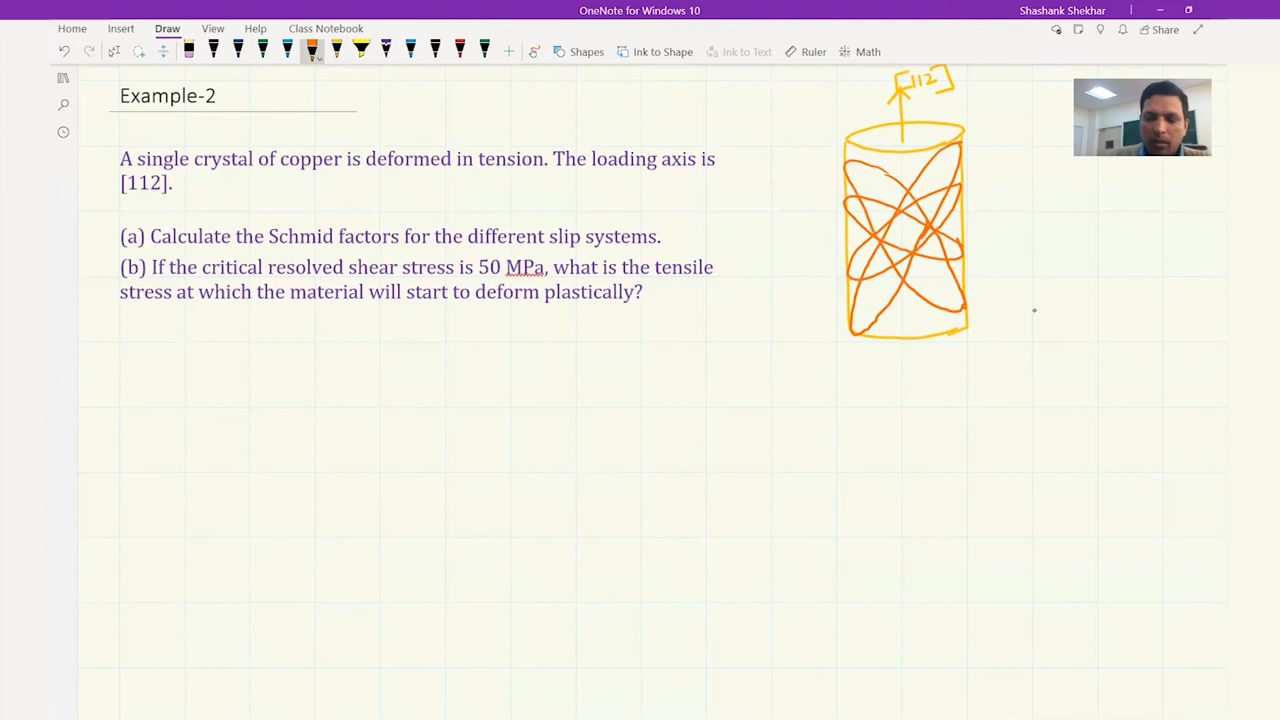 OneNote for Windows 10
Shashank Shekhar
Home Insert Draw View Help Class Notebook
Share
Shapes Ink to Shape Ink to Text Ruler Math
[112]
Example-2
A single crystal of copper is deformed in tension. The loading axis is
[112].
(a) Calculate the Schmid factors for the different slip systems.
(b) If the critical resolved shear stress is 50 MPa, what is the tensile
stress at which the material will start to deform plastically?